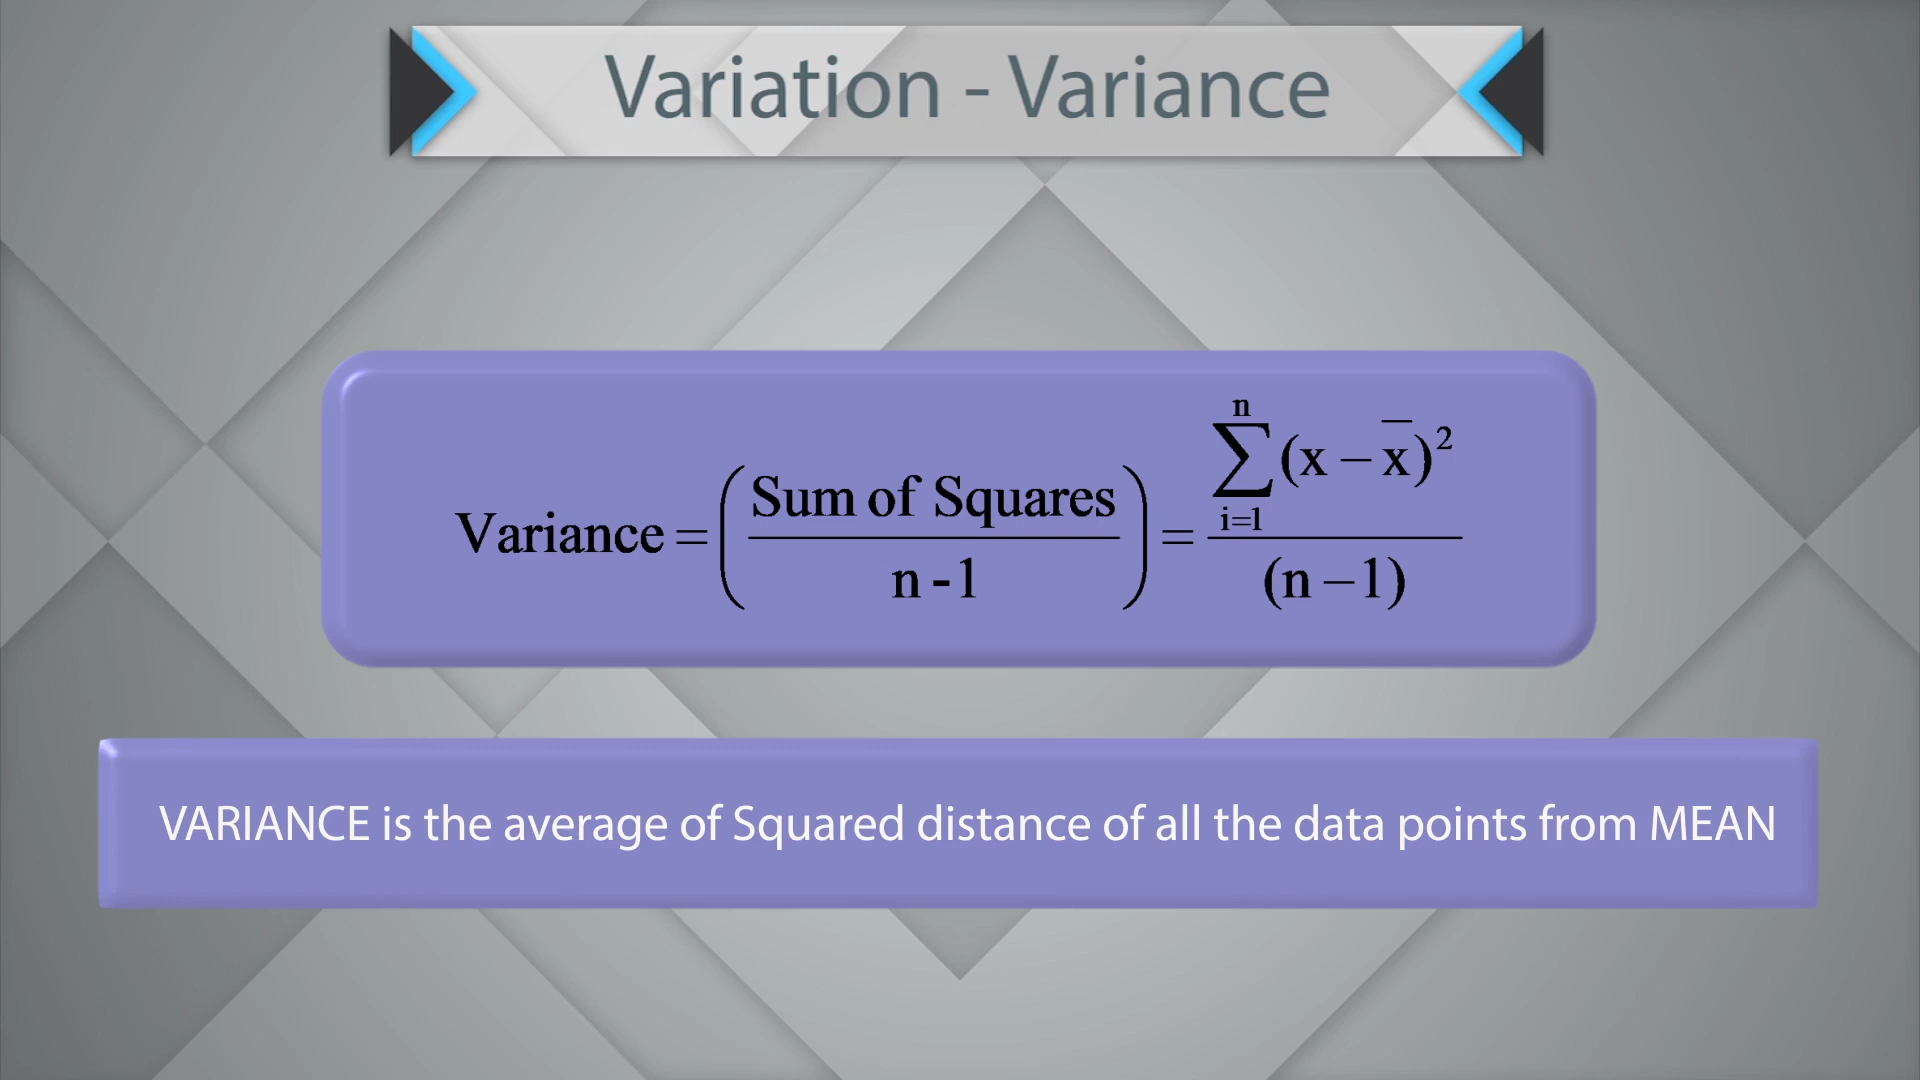 Variation - Variance
Variance = (Sum of Squares / n - 1) = n ∑ i=1 (x – x̄)² / (n – 1)
VARIANCE is the average of Squared distance of all the data points from MEAN